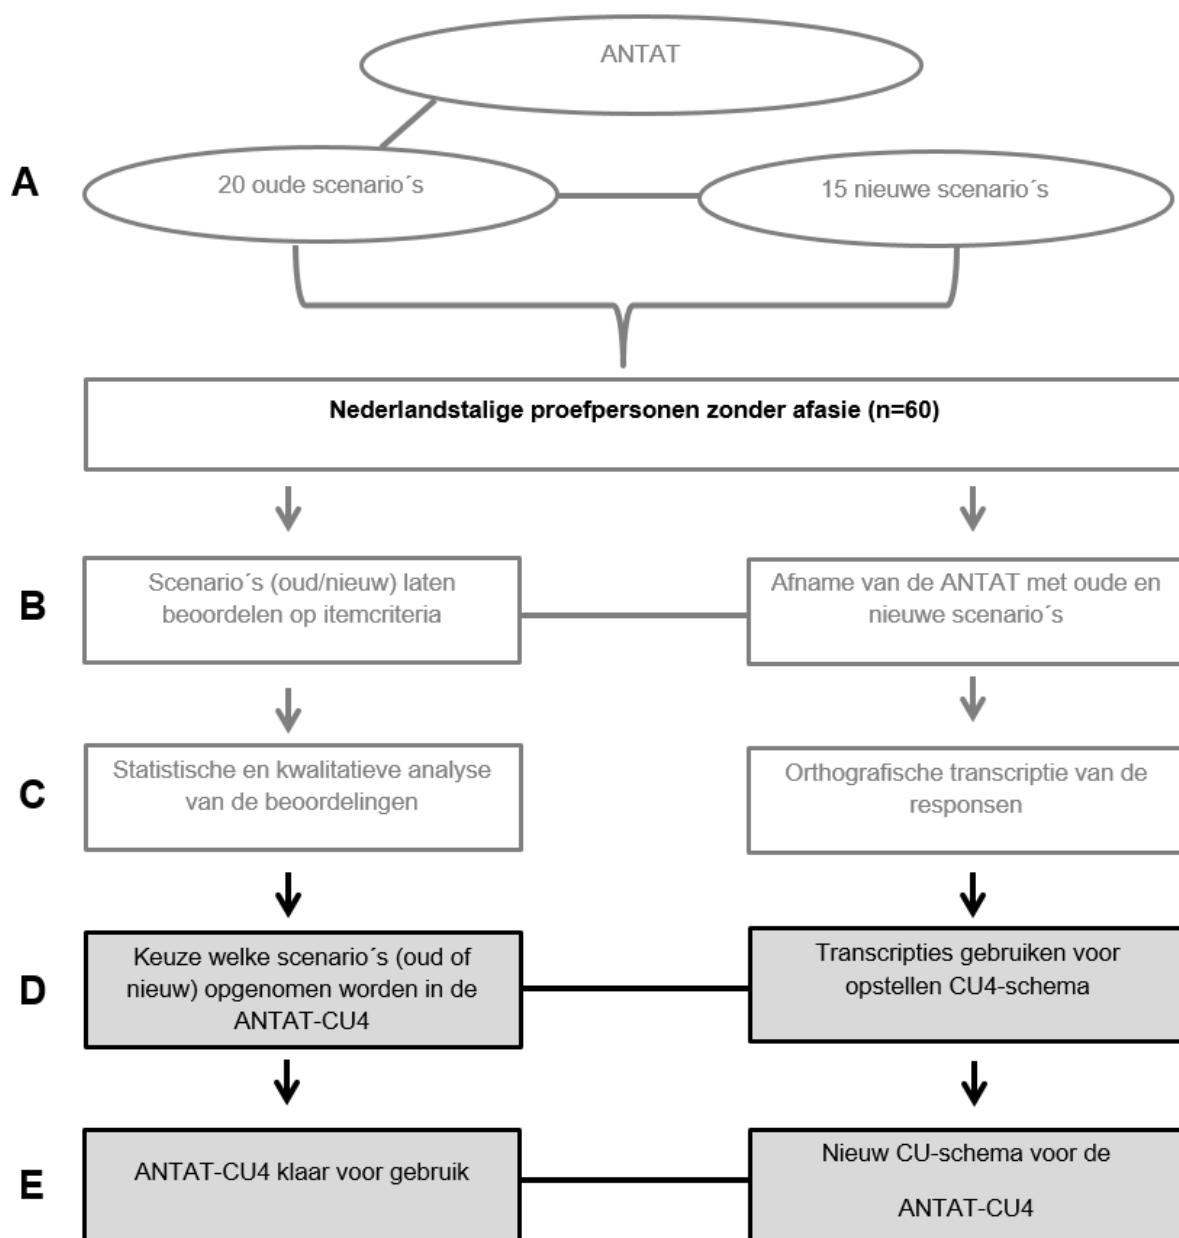 ANTAT
A
20 oude scenario´s
15 nieuwe scenario´s
Nederlandstalige proefpersonen zonder afasie (n=60)
B
Scenario´s (oud/nieuw) laten
beoordelen op itemcriteria
Afname van de ANTAT met oude en
nieuwe scenario´s
C
Statistische en kwalitatieve analyse
van de beoordelingen
Orthografische transcriptie van de
responsen
D
Keuze welke scenario´s (oud of
nieuw) opgenomen worden in de
ANTAT-CU4
Transcripties gebruiken voor
opstellen CU4-schema
E
ANTAT-CU4 klaar voor gebruik
Nieuw CU-schema voor de
ANTAT-CU4